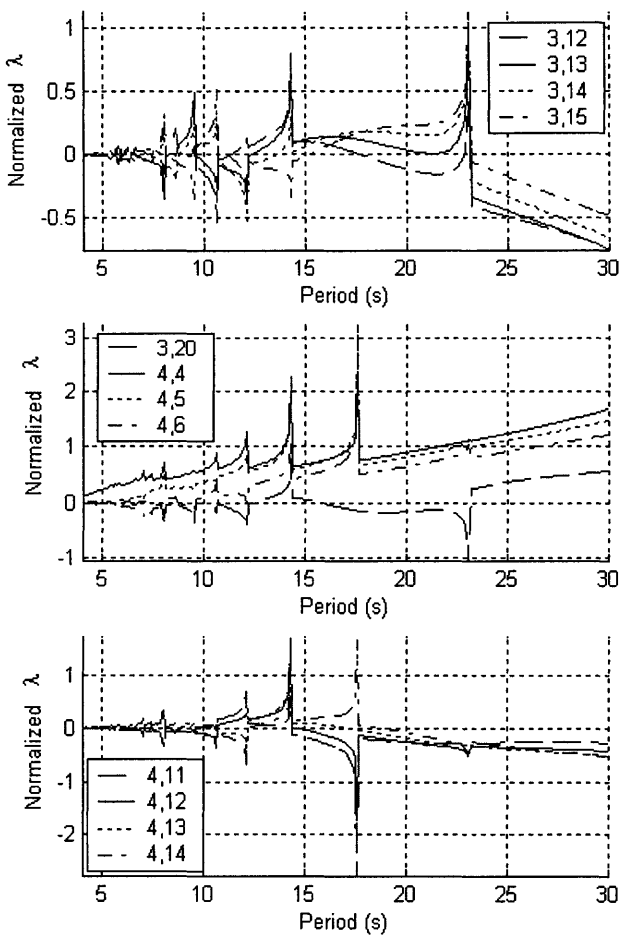 1
0.5
0
-0.5
Normalized λ
3,12
3,13
3,14
3,15
5 10 15 20 25 30
Period (s)
3
2
1
0
-1
Normalized λ
3,20
4,4
4,5
4,6
5 10 15 20 25 30
Period (s)
1
0
-1
-2
Normalized λ
4,11
4,12
4,13
4,14
5 10 15 20 25 30
Period (s)